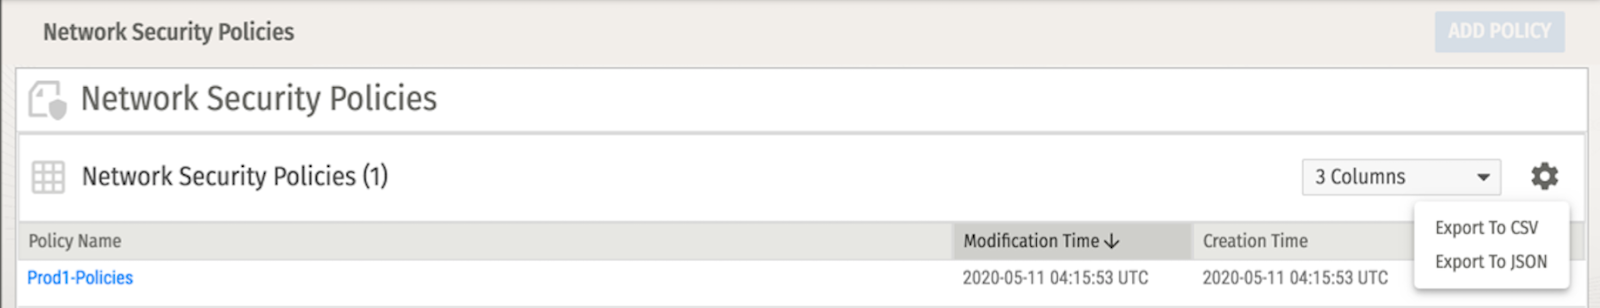 Network Security Policies
ADD POLICY
Network Security Policies
Network Security Policies (1)
3 Columns
Export To CSV
Export To JSON
Policy Name
Modification Time
Creation Time
Prod1-Policies
2020-05-11 04:15:53 UTC
2020-05-11 04:15:53 UTC